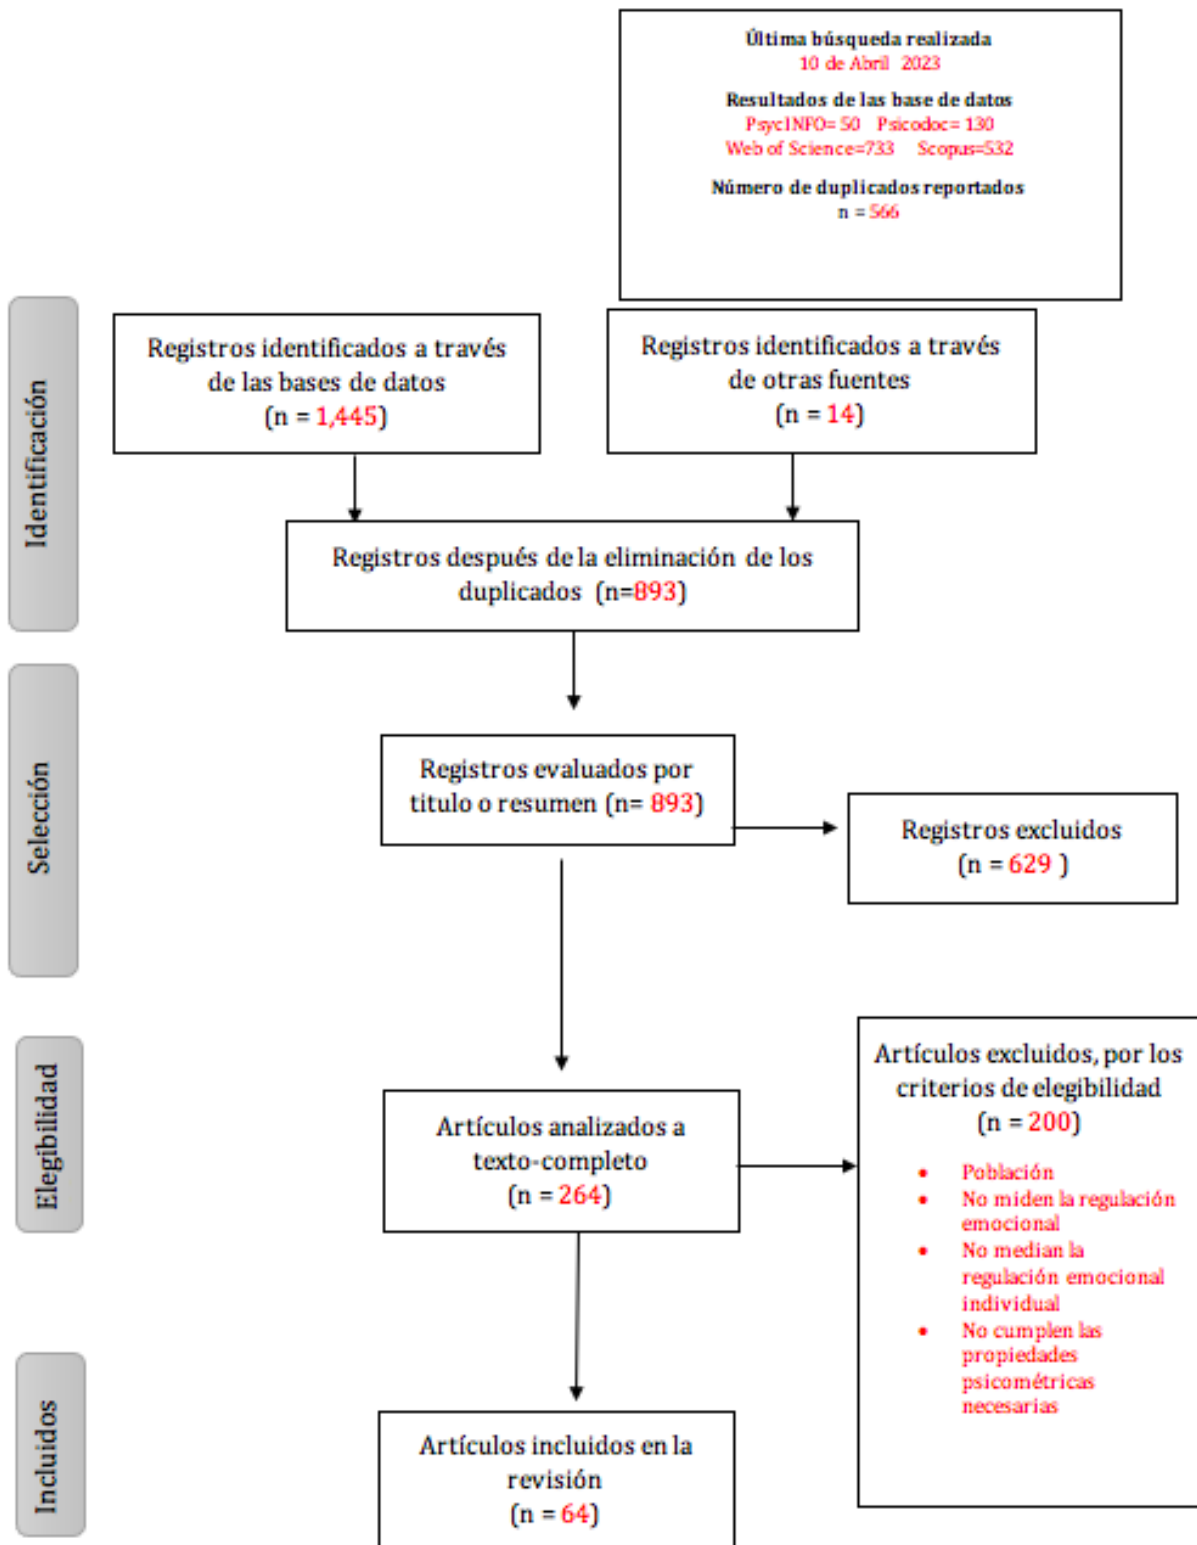 Última búsqueda realizada
10 de Abril 2023
Resultados de las base de datos
PsycINFO= 50 Psicodoc= 130
Web of Science=733 Scopus=532
Número de duplicados reportados
n = 566
Identificación
Registros identificados a través
de las bases de datos
(n = 1,445)
Registros identificados a través
de otras fuentes
(n = 14)
Registros después de la eliminación de los
duplicados (n=893)
Selección
Registros evaluados por
titulo o resumen (n= 893)
Registros excluidos
(n = 629 )
Elegibilidad
Artículos analizados a
texto-completo
(n = 264)
Artículos excluidos, por los
criterios de elegibilidad
(n = 200)
• Población
• No miden la regulación
emocional
• No median la
regulación emocional
individual
• No cumplen las
propiedades
psicométricas
necesarias
Incluidos
Artículos incluidos en la
revisión
(n = 64)